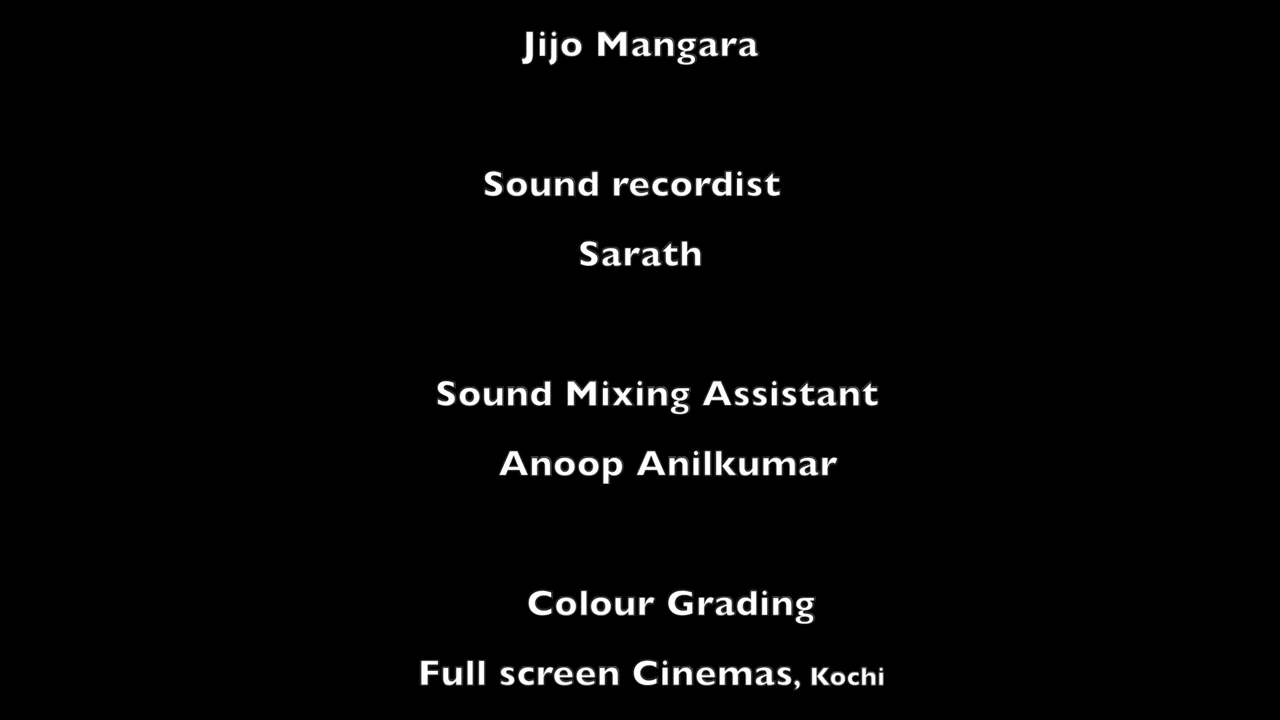 Jijo Mangara
Sound recordist
Sarath
Sound Mixing Assistant
Anoop Anilkumar
Colour Grading
Full screen Cinemas, Kochi